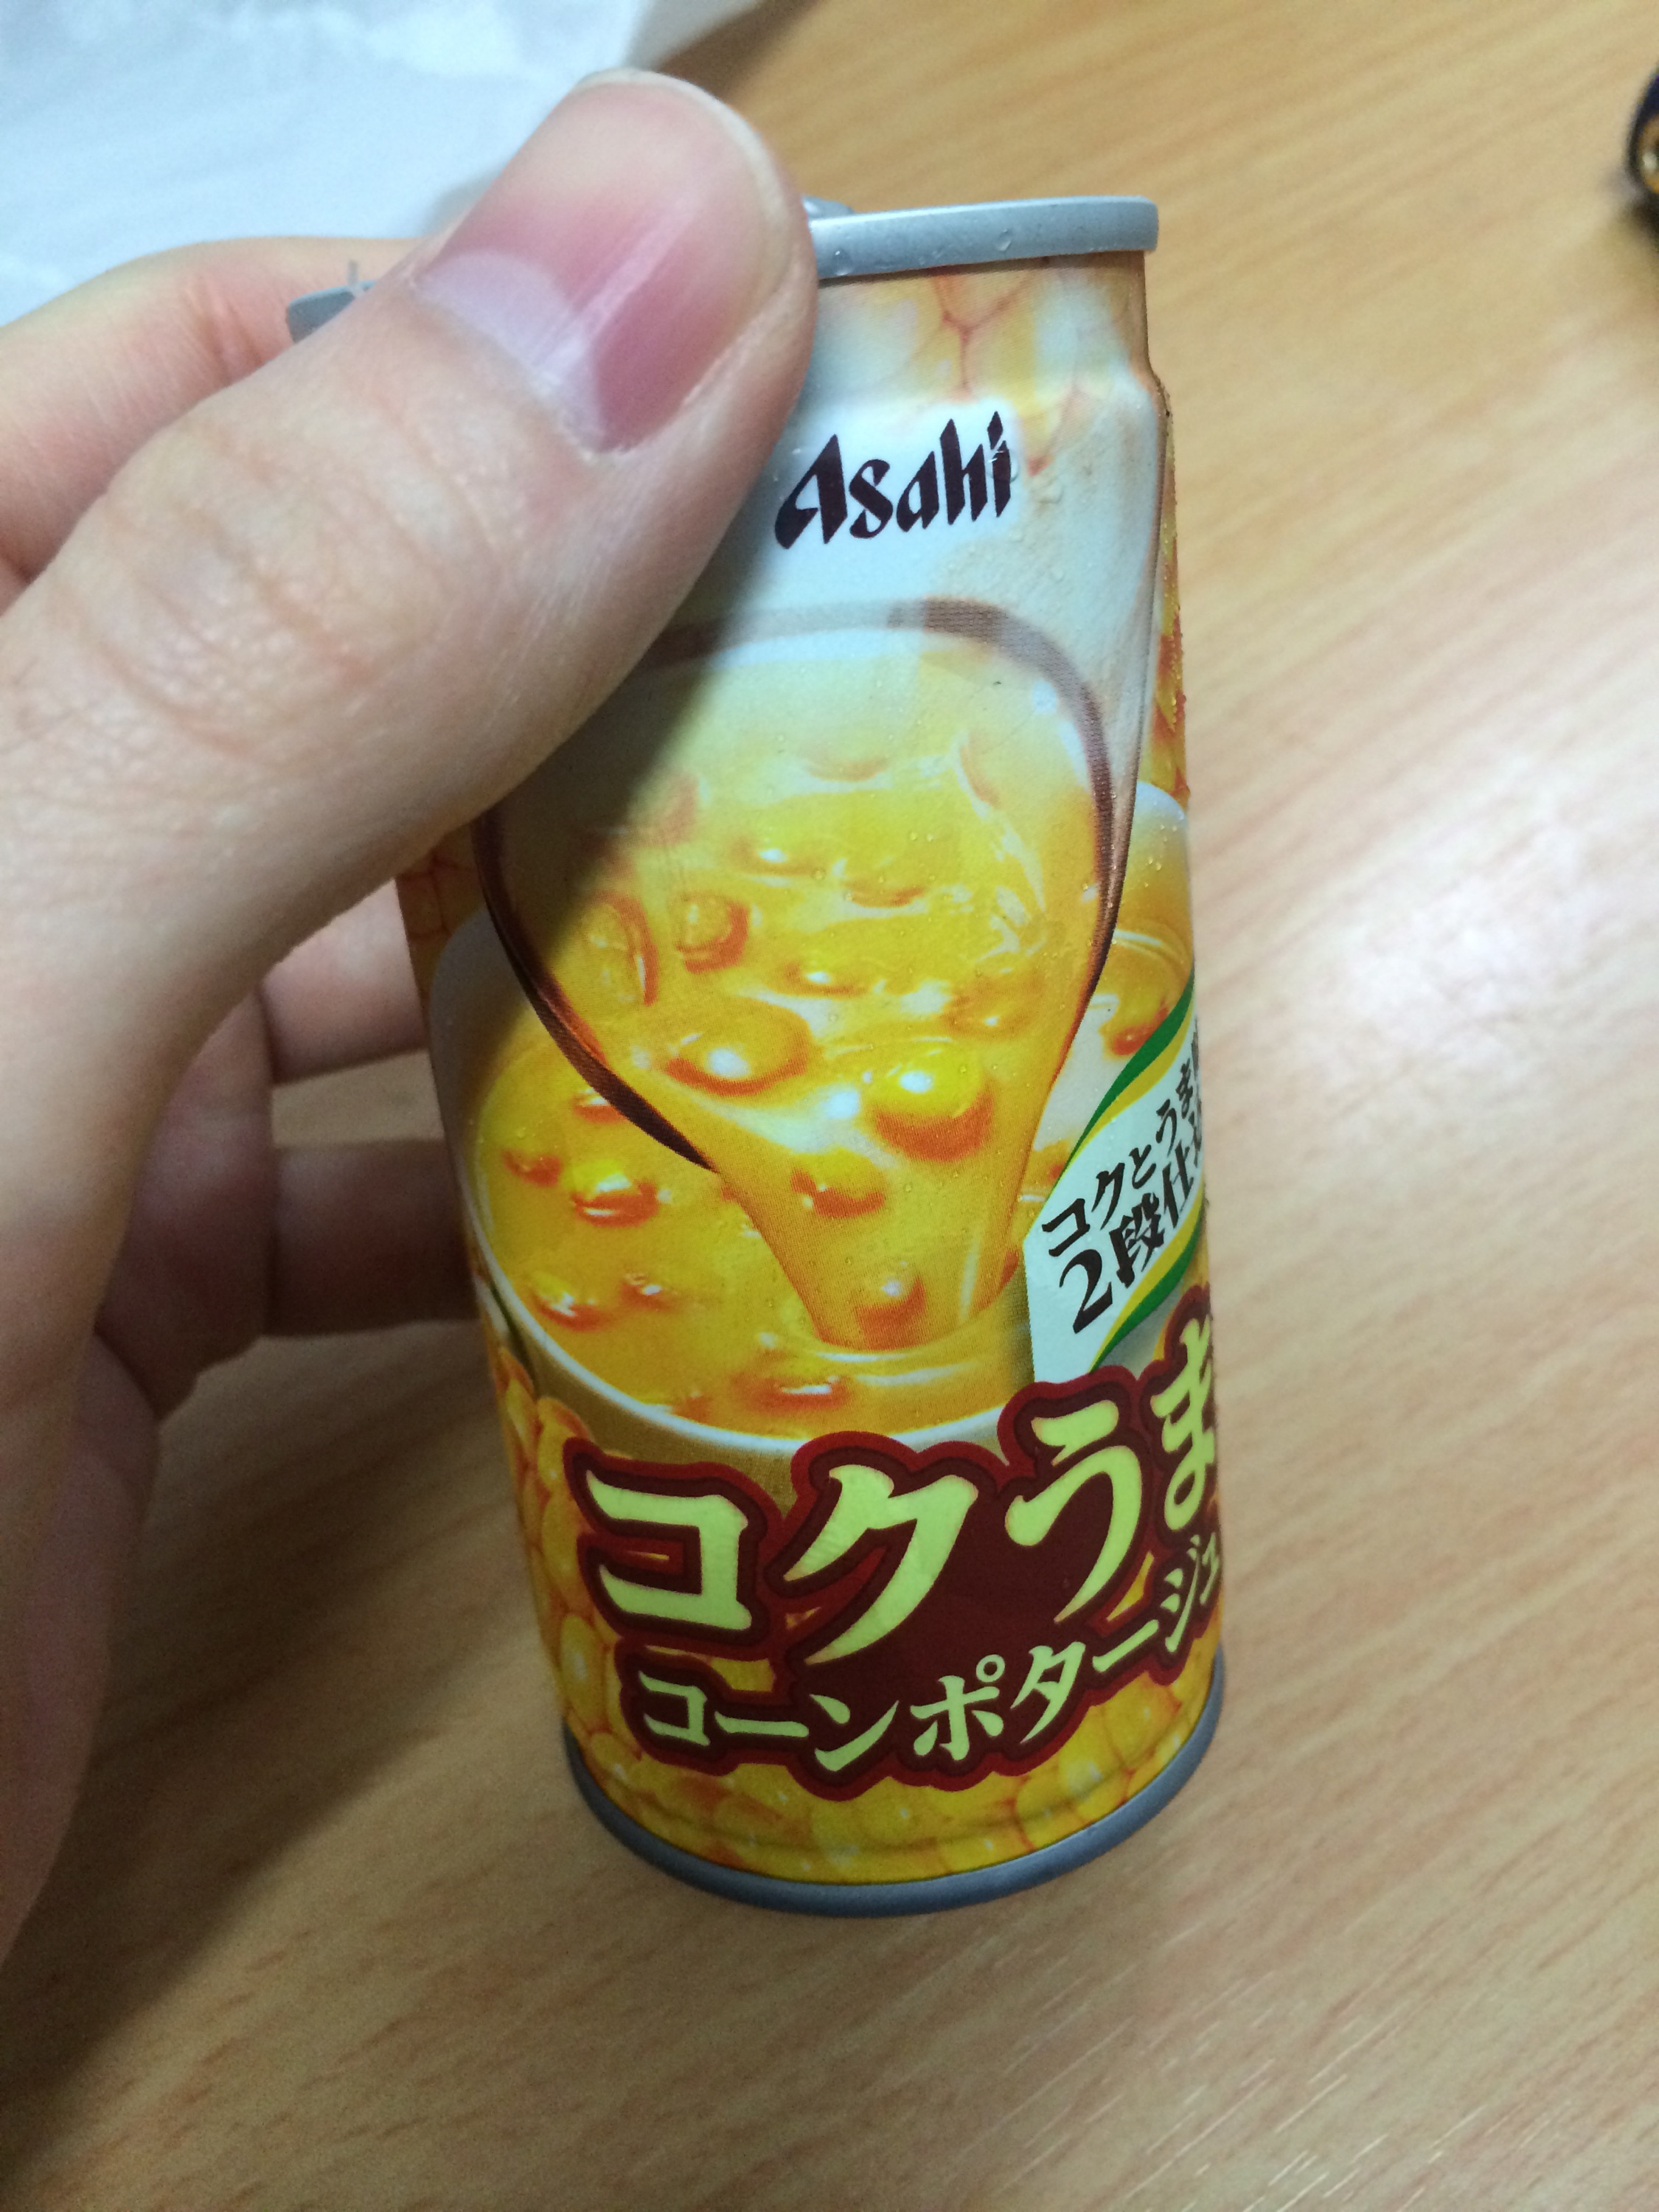 Asahi
コクとうま
2段仕
コクうま
コーンポタージュ